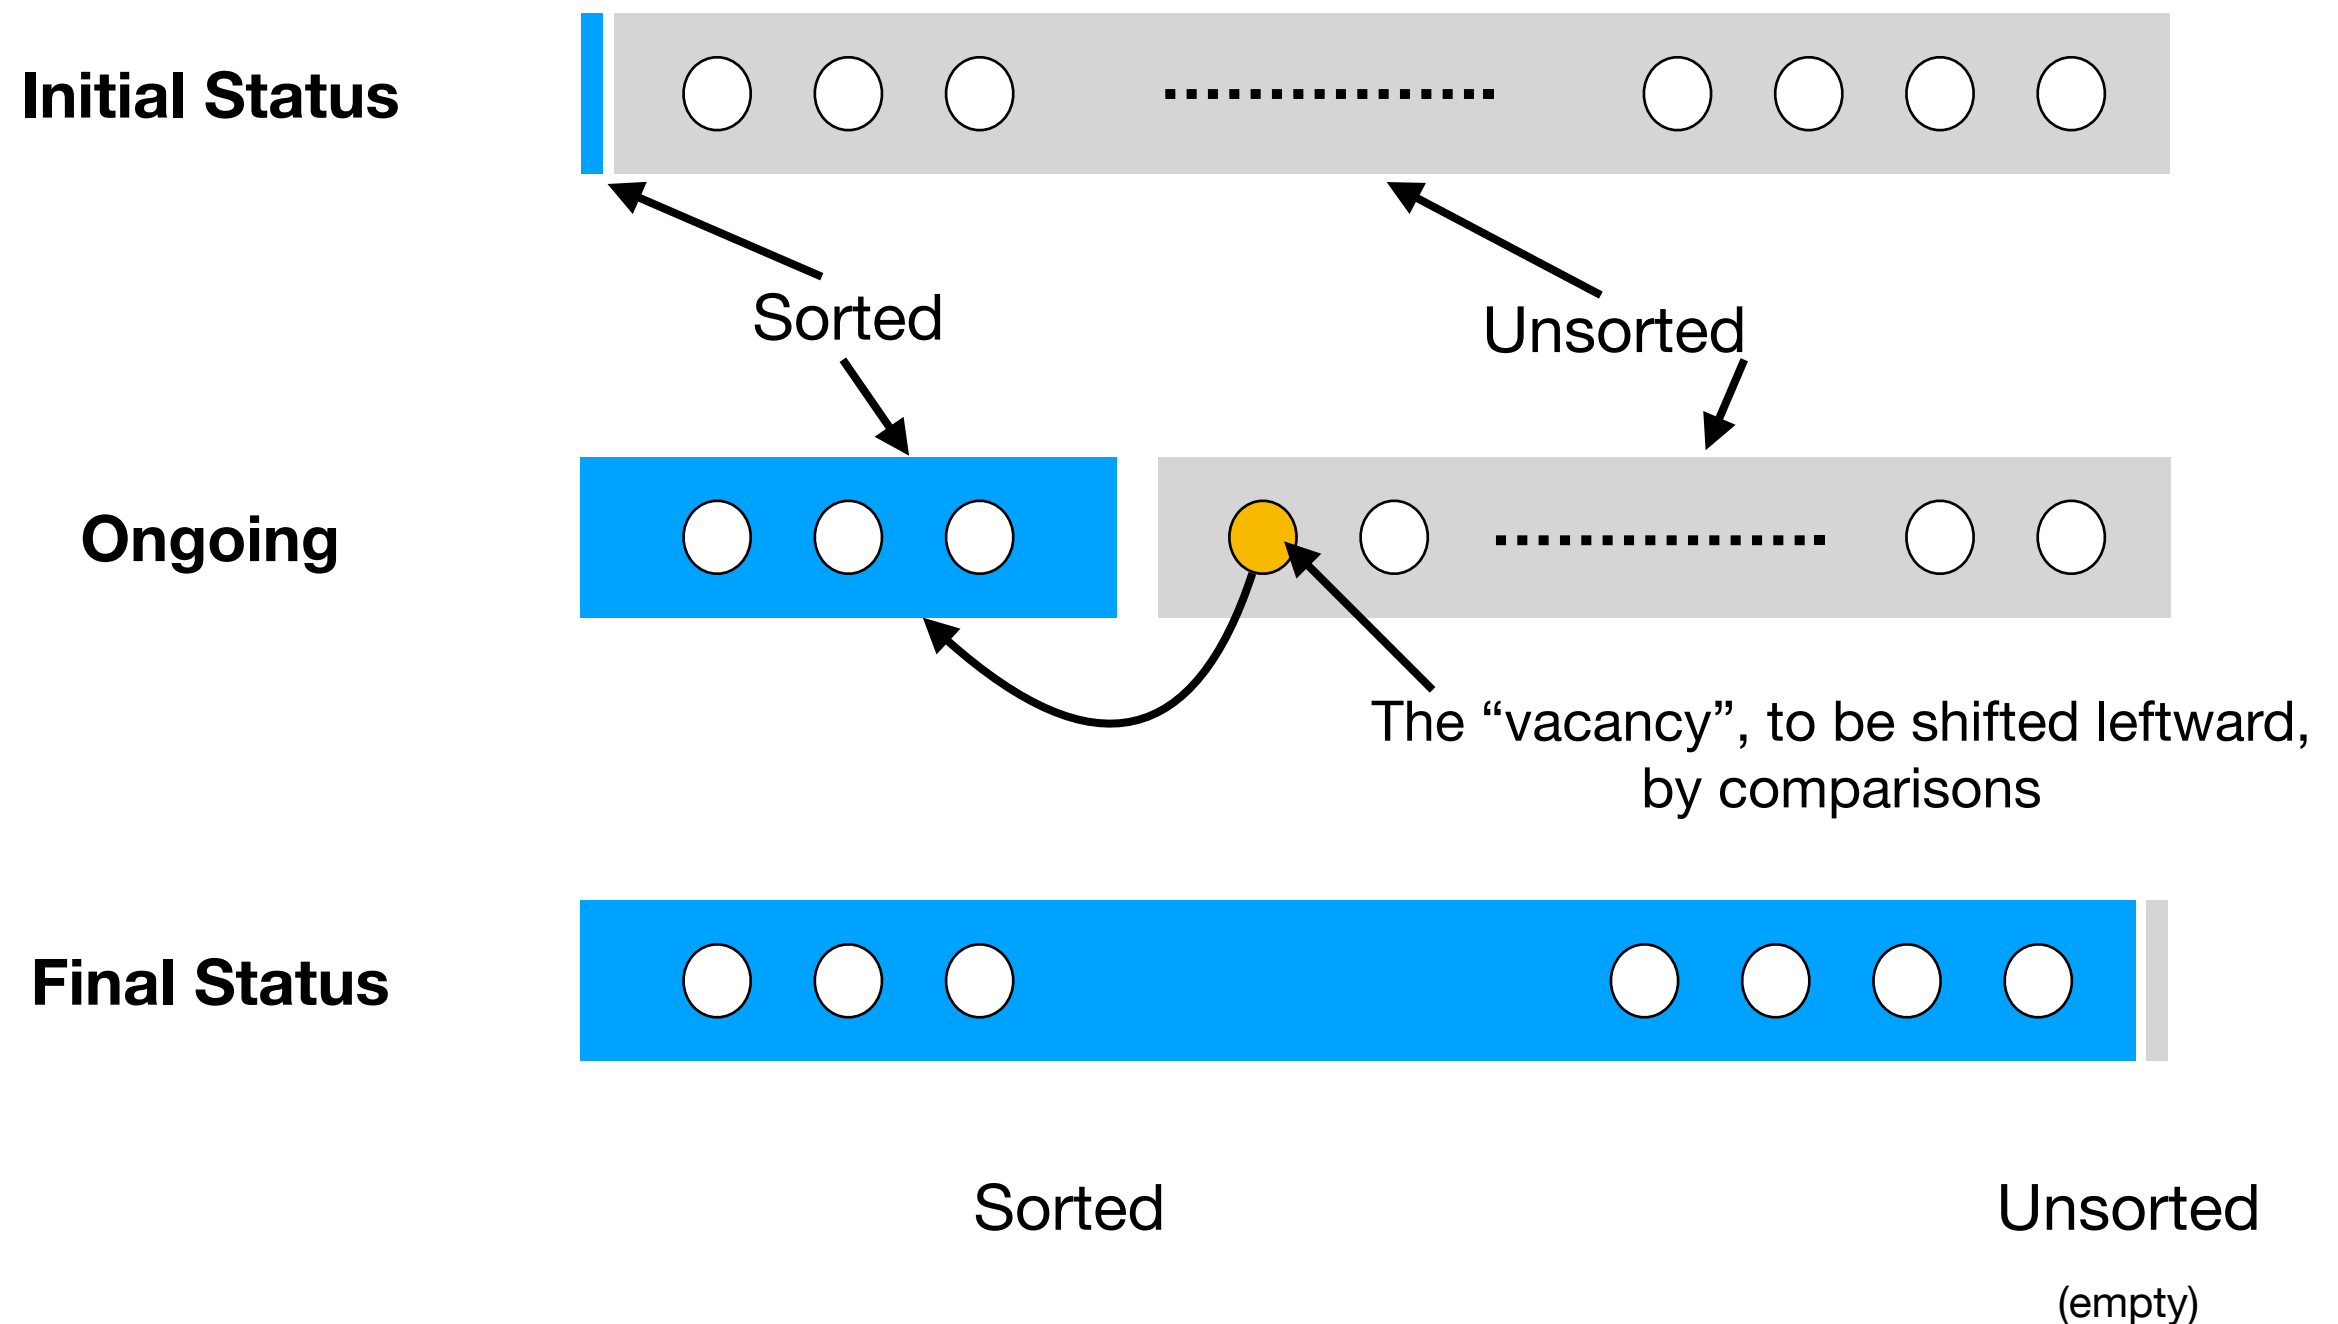 Initial Status
Sorted
Unsorted
Ongoing
The “vacancy”, to be shifted leftward,
by comparisons
Final Status
Sorted
Unsorted
(empty)